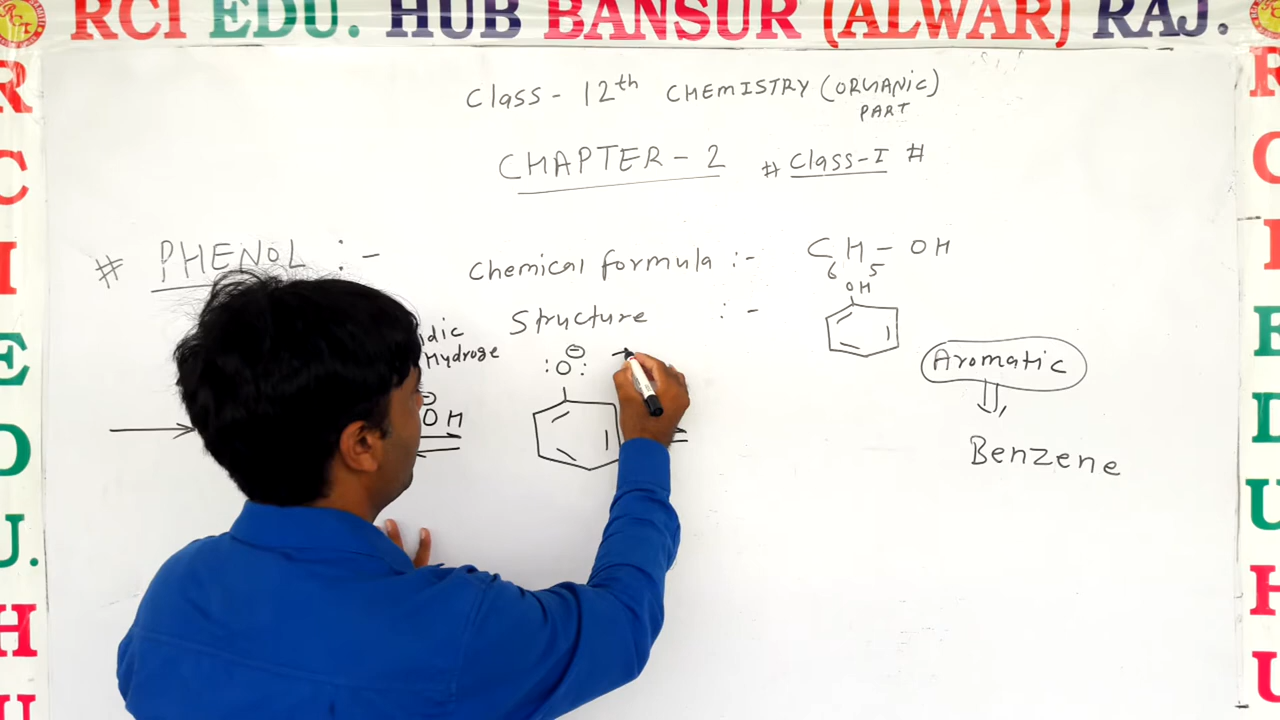 RCI EDU. HUB BANSUR (ALWAR) RAJ.
Class - 12th CHEMISTRY (ORGANIC)
PART
CHAPTER - 2 # Class-I #
# PHENOL :-
Chemical formula :- C6H5 - OH
Structure :-
OH
idic
Hydroge
:O: ⊖
⊖
OH
Aromatic
Benzene
R
C
I
E
D
U.
H
U
R
C
I
E
D
U
H
U